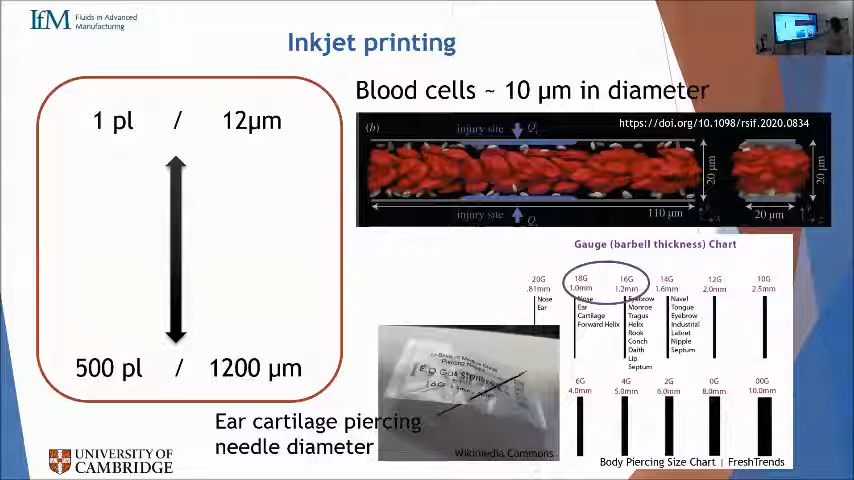 IfM Fluids in Advanced
Manufacturing
Inkjet printing
1 pl / 12µm
500 pl / 1200 µm
Blood cells ~ 10 µm in diameter
(b)
injury site
https://doi.org/10.1098/rsif.2020.0834
20 µm
20 µm
injury site
110 µm
20 µm
Gauge (barbell thickness) Chart
20G 18G 16G 14G 12G 10G
.81mm 1.0mm 1.2mm 1.6mm 2.0mm 2.5mm
Nose
Ear
Nose
Ear
Cartilage
Forward Helix
Eyebrow
Monroe
Tragus
Helix
Rook
Conch
Daith
Lip
Septum
Navel
Tongue
Eyebrow
Industrial
Labret
Nipple
Septum
6G 4G 2G 0G 00G
4.0mm 5.0mm 6.0mm 8.0mm 10.0mm
Piercing
E.O Gas Sterilized
16G
Ear cartilage piercing
needle diameter
Wikimedia Commons
Body Piercing Size Chart | FreshTrends
UNIVERSITY OF
CAMBRIDGE